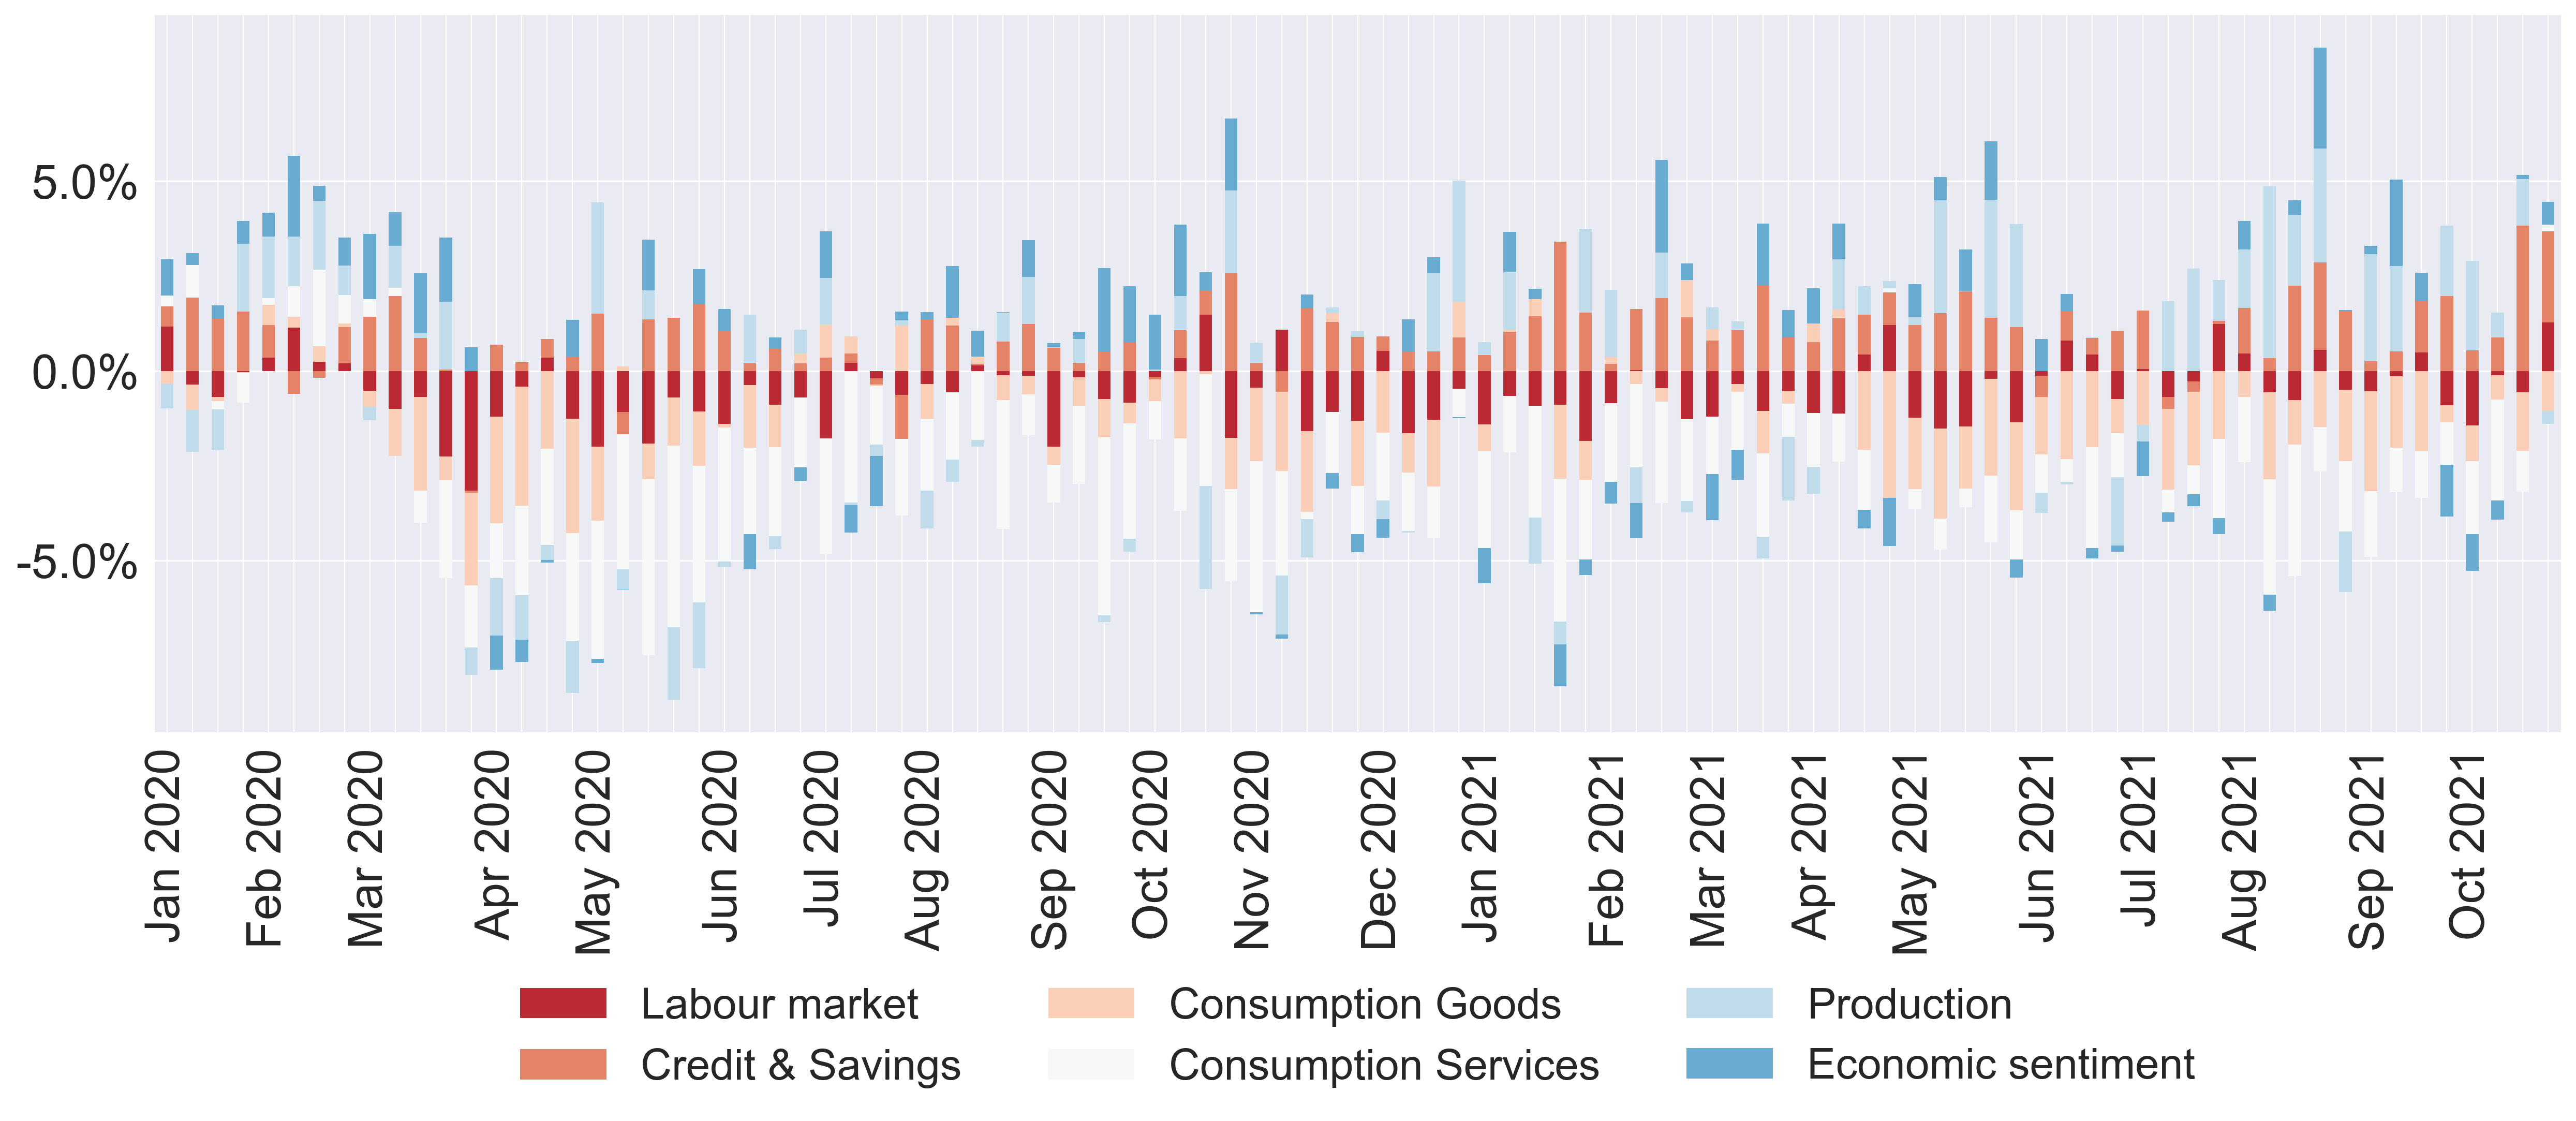 5.0%
0.0%
-5.0%
Jan 2020
Feb 2020
Mar 2020
Apr 2020
May 2020
Jun 2020
Jul 2020
Aug 2020
Sep 2020
Oct 2020
Nov 2020
Dec 2020
Jan 2021
Feb 2021
Mar 2021
Apr 2021
May 2021
Jun 2021
Jul 2021
Aug 2021
Sep 2021
Oct 2021
Labour market
Credit & Savings
Consumption Goods
Consumption Services
Production
Economic sentiment